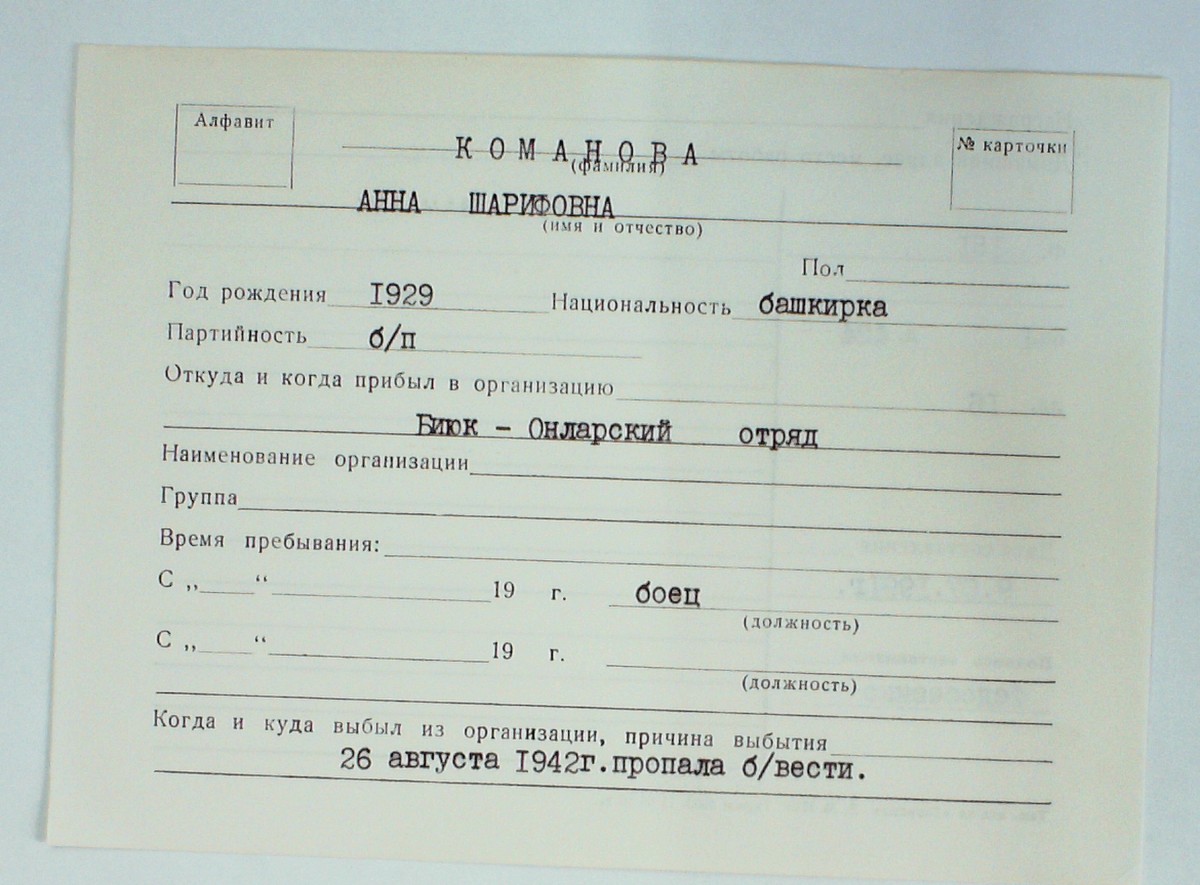 Алфавит
КОМАНОВА
№ карточки
(фамилия)
АННА ШАРИФОВНА
(имя и отчество)
Пол
Год рождения 1929 Национальность башкирка
Партийность б/п
Откуда и когда прибыл в организацию
Биюк - Онларский отряд
Наименование организации
Группа
Время пребывания:
С „ “ 19 г. боец
(должность)
С „ “ 19 г.
(должность)
Когда и куда выбыл из организации, причина выбытия
26 августа 1942г.пропала б/вести.